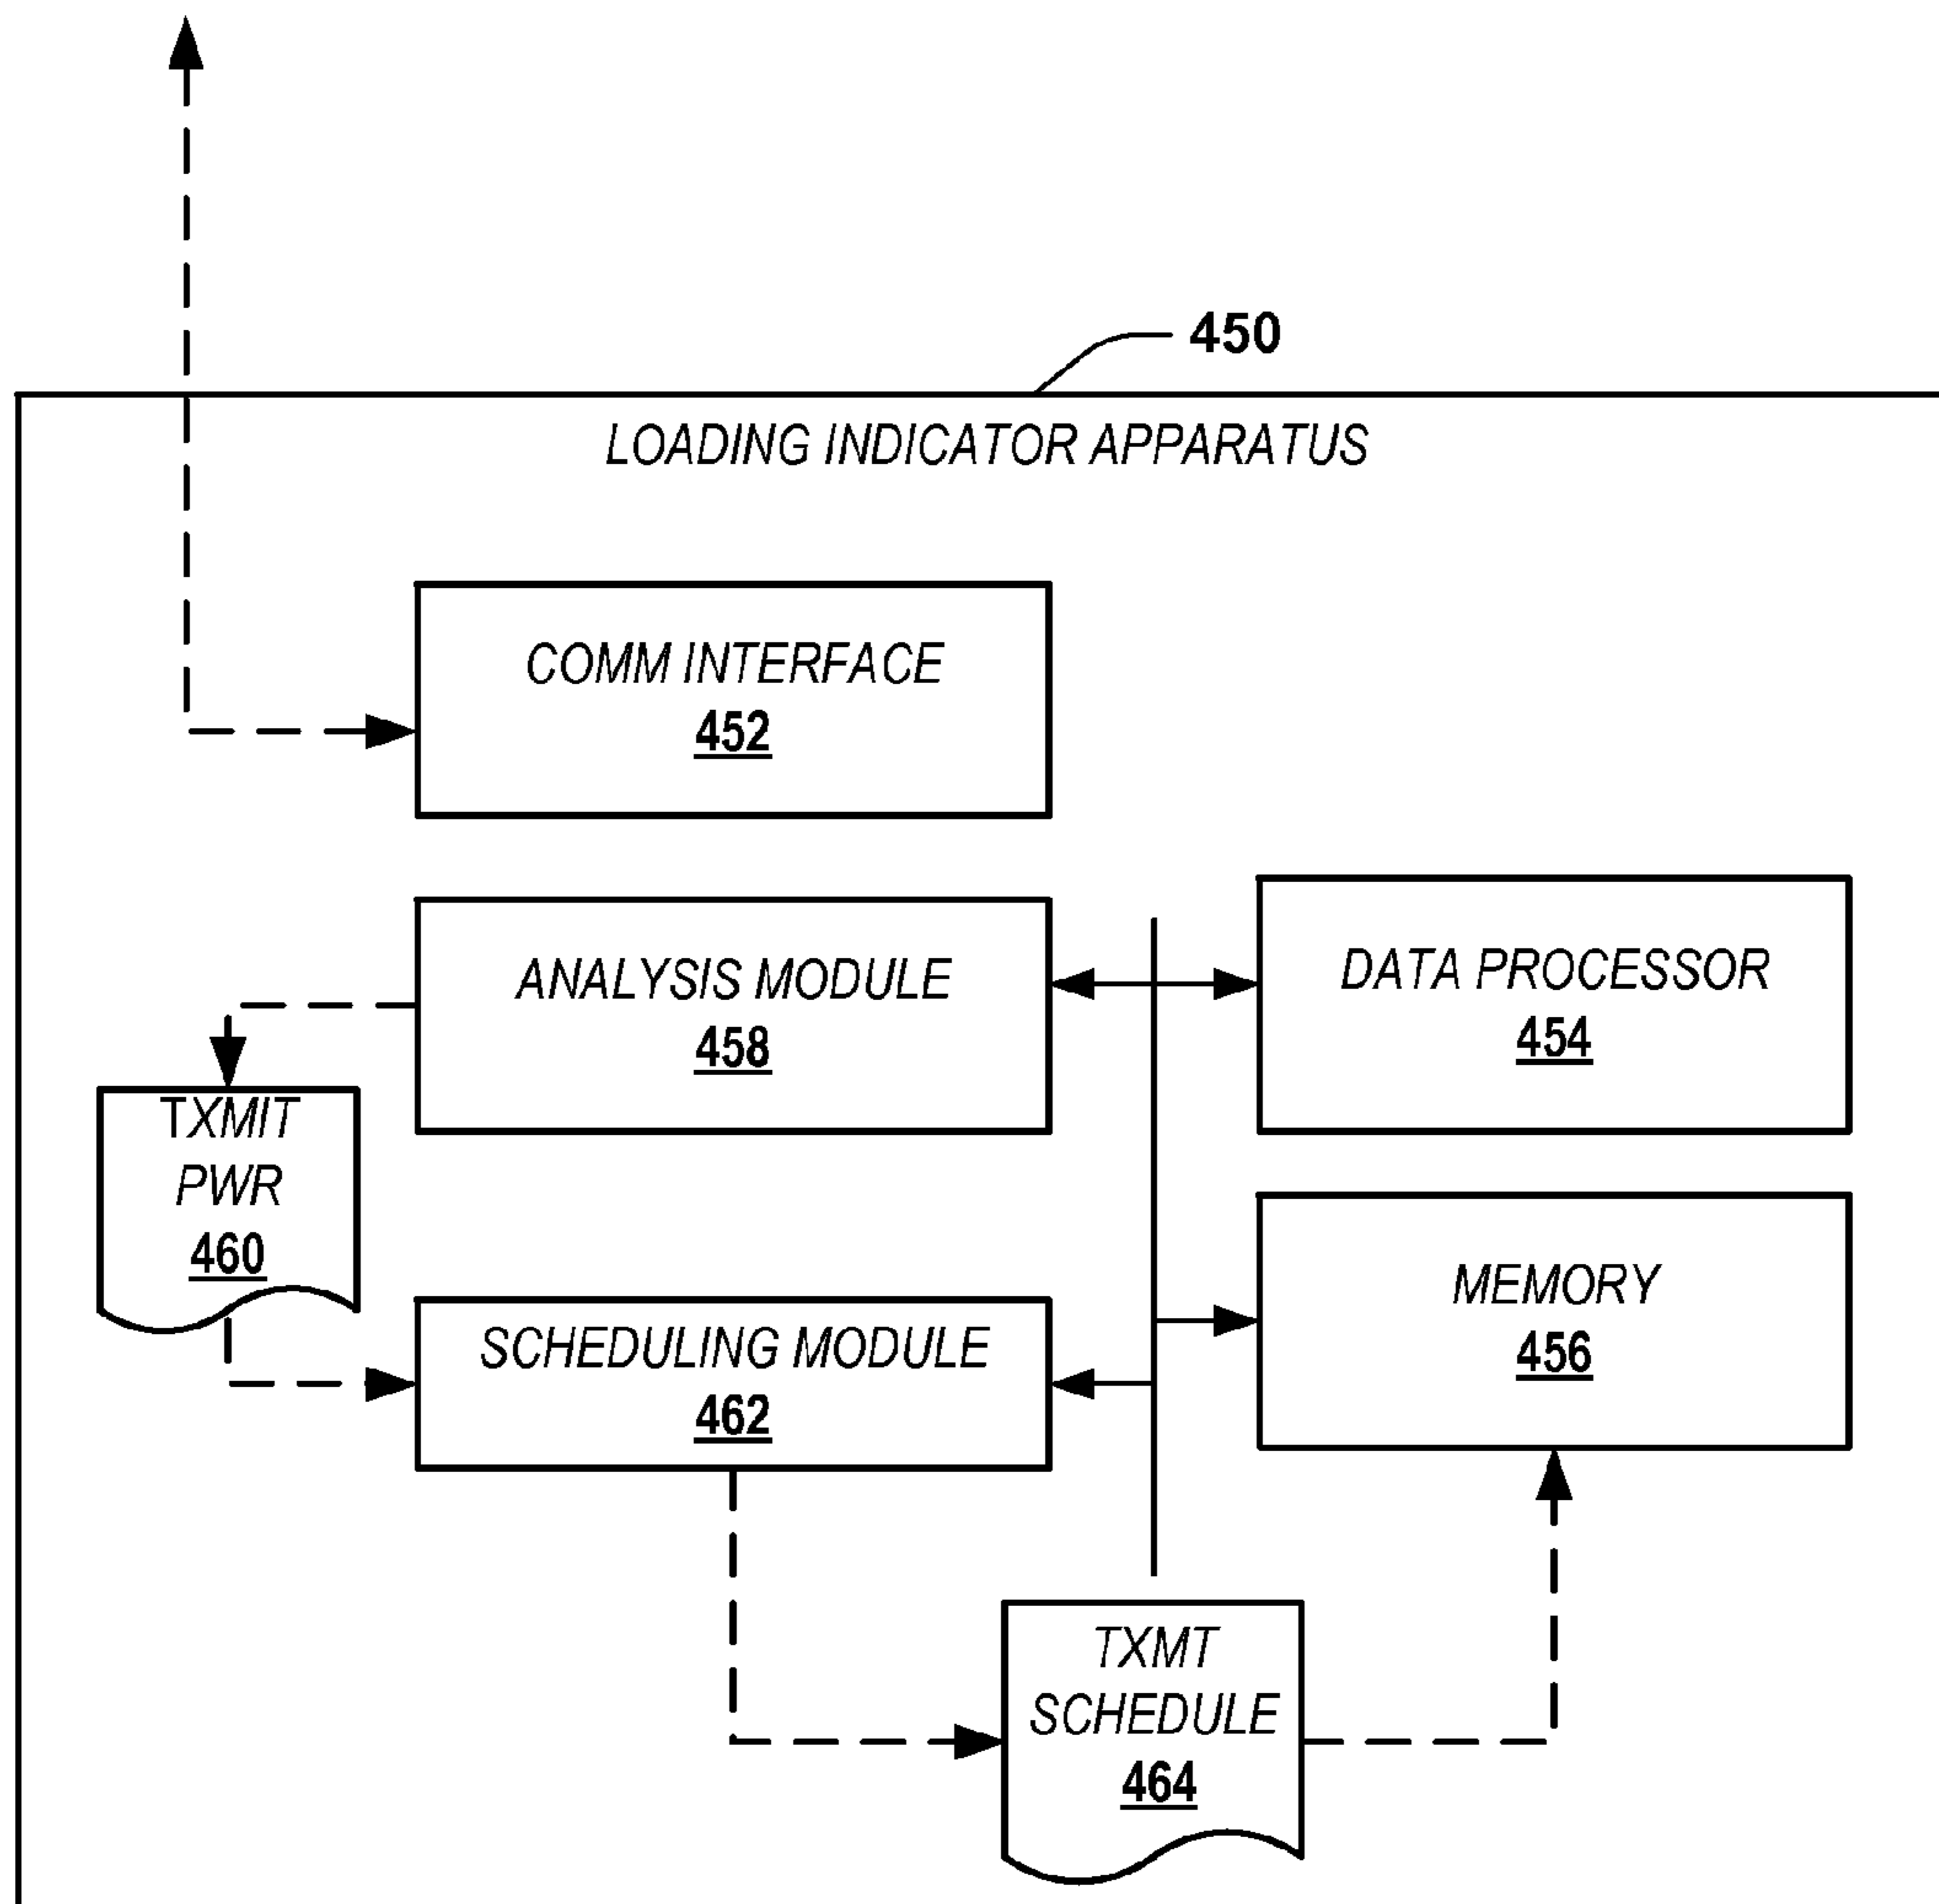 450
LOADING INDICATOR APPARATUS
COMM INTERFACE
452
ANALYSIS MODULE
458
DATA PROCESSOR
454
TXMIT
PWR
460
MEMORY
456
SCHEDULING MODULE
462
TXMT
SCHEDULE
464